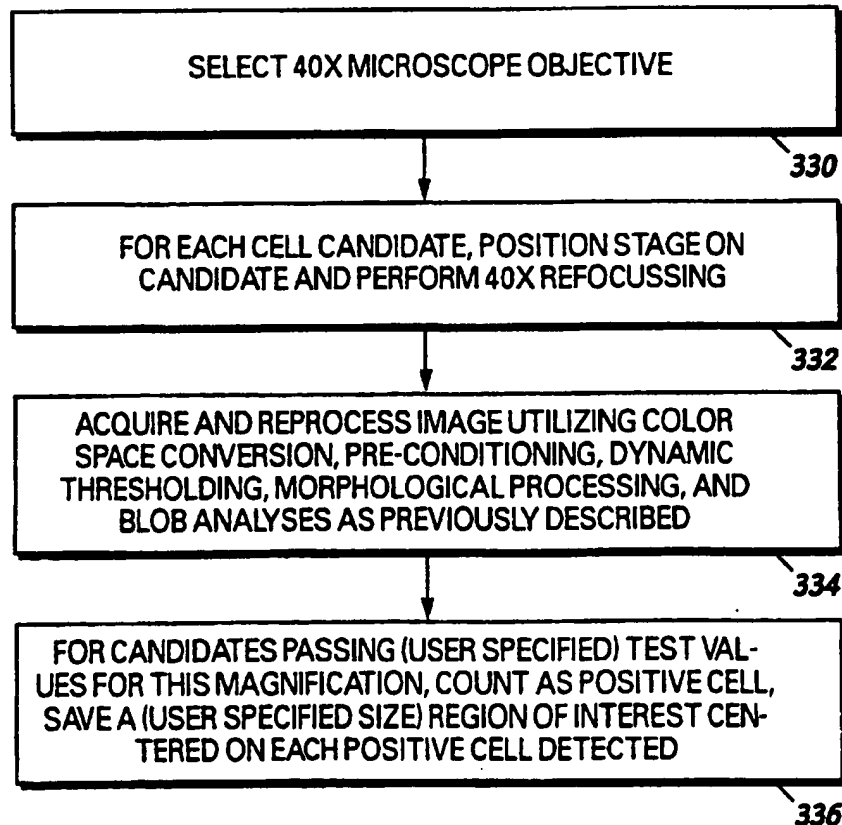 SELECT 40X MICROSCOPE OBJECTIVE
330
FOR EACH CELL CANDIDATE, POSITION STAGE ON
CANDIDATE AND PERFORM 40X REFOCUSSING
332
ACQUIRE AND REPROCESS IMAGE UTILIZING COLOR
SPACE CONVERSION, PRE-CONDITIONING, DYNAMIC
THRESHOLDING, MORPHOLOGICAL PROCESSING, AND
BLOB ANALYSES AS PREVIOUSLY DESCRIBED
334
FOR CANDIDATES PASSING (USER SPECIFIED) TEST VAL-
UES FOR THIS MAGNIFICATION, COUNT AS POSITIVE CELL,
SAVE A (USER SPECIFIED SIZE) REGION OF INTEREST CEN-
TERED ON EACH POSITIVE CELL DETECTED
336